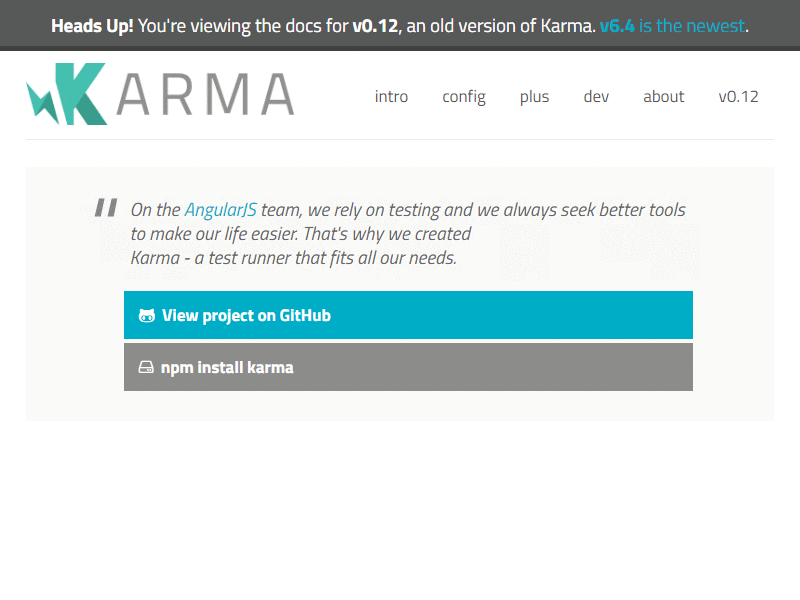 Heads Up! You're viewing the docs for v0.12, an old version of Karma. v6.4 is the newest.
KARMA
intro config plus dev about v0.12
" On the AngularJS team, we rely on testing and we always seek better tools
to make our life easier. That's why we created
Karma - a test runner that fits all our needs.
View project on GitHub
npm install karma